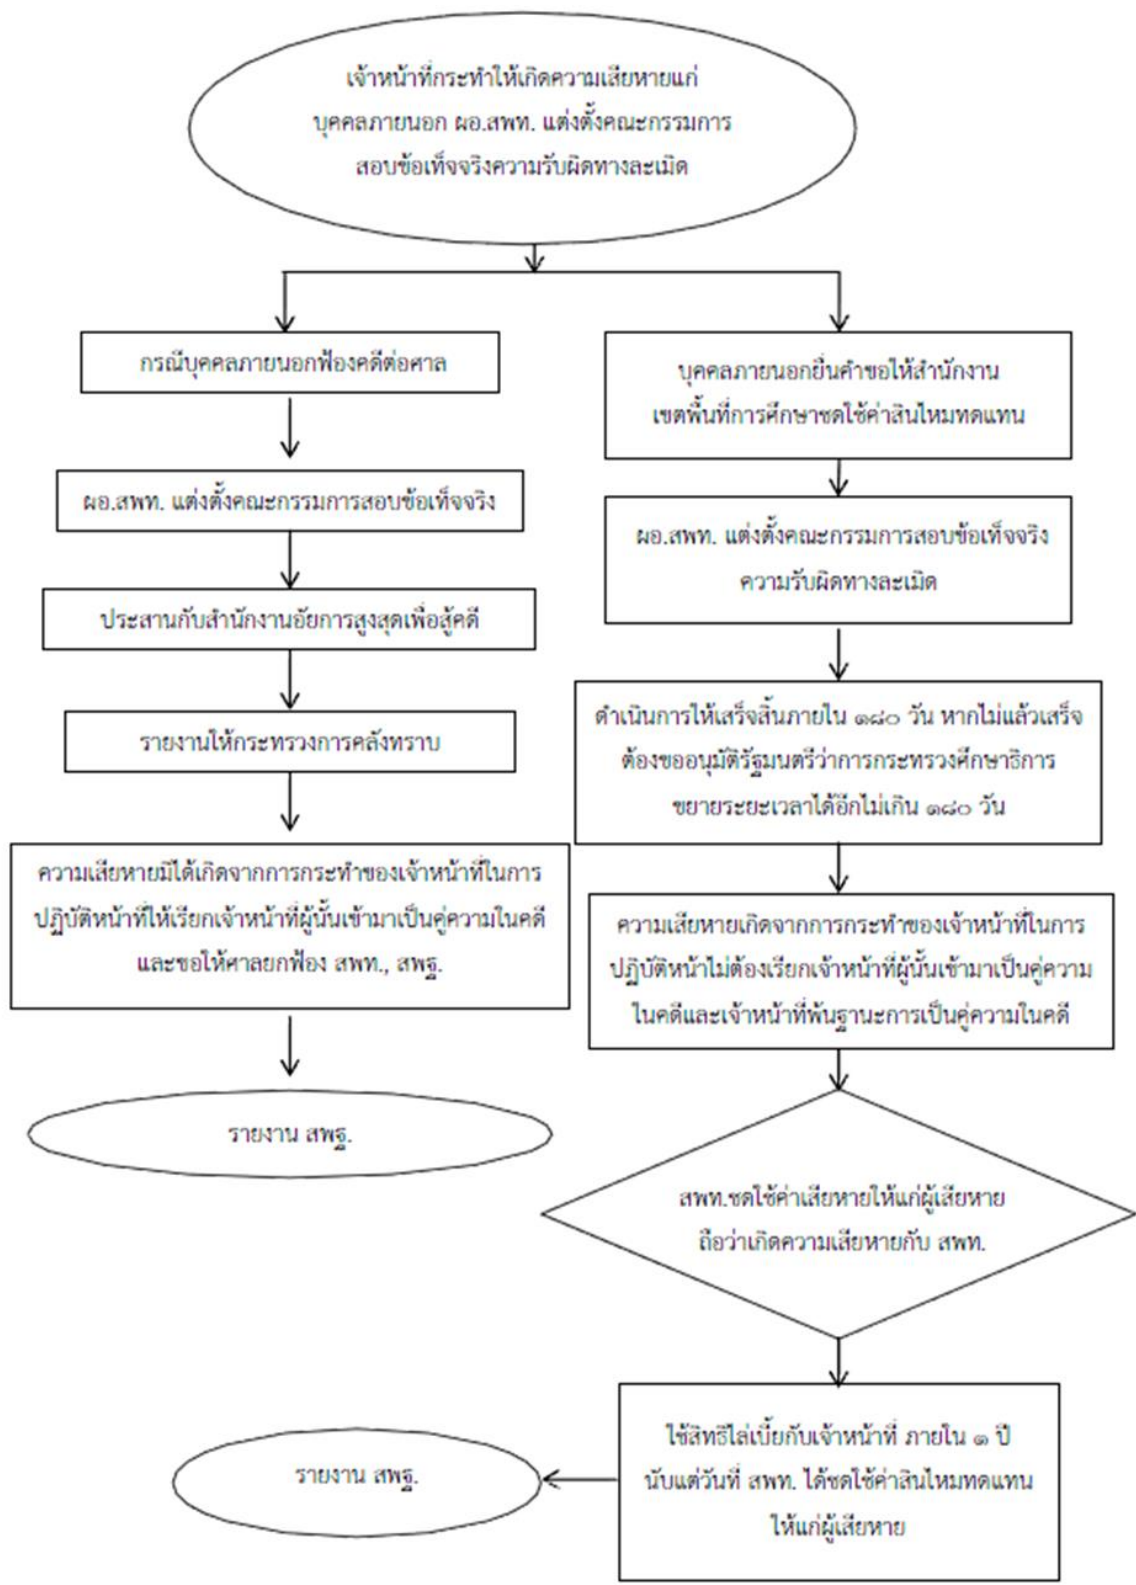 เจ้าหน้าที่กระทำให้เกิดความเสียหายแก่
บุคคลภายนอก ผอ.สพท. แต่งตั้งคณะกรรมการ
สอบข้อเท็จจริงความรับผิดทางละเมิด
กรณีบุคคลภายนอกฟ้องคดีต่อศาล
ผอ.สพท. แต่งตั้งคณะกรรมการสอบข้อเท็จจริง
ประสานกับสำนักงานอัยการสูงสุดเพื่อสู้คดี
รายงานให้กระทรวงการคลังทราบ
ความเสียหายมิได้เกิดจากการกระทำของเจ้าหน้าที่ในการ
ปฏิบัติหน้าที่ให้เรียกเจ้าหน้าที่ผู้นั้นเข้ามาเป็นคู่ความในคดี
และขอให้ศาลยกฟ้อง สพท., สพฐ.
รายงาน สพฐ.
บุคคลภายนอกยื่นคำขอให้สำนักงาน
เขตพื้นที่การศึกษาชดใช้ค่าสินไหมทดแทน
ผอ.สพท. แต่งตั้งคณะกรรมการสอบข้อเท็จจริง
ความรับผิดทางละเมิด
ดำเนินการให้เสร็จสิ้นภายใน ๑๘๐ วัน หากไม่แล้วเสร็จ
ต้องขออนุมัติรัฐมนตรีว่าการกระทรวงศึกษาธิการ
ขยายระยะเวลาได้อีกไม่เกิน ๑๘๐ วัน
ความเสียหายเกิดจากการกระทำของเจ้าหน้าที่ในการ
ปฏิบัติหน้าไม่ต้องเรียกเจ้าหน้าที่ผู้นั้นเข้ามาเป็นคู่ความ
ในคดีและเจ้าหน้าที่พ้นฐานะการเป็นคู่ความในคดี
สพท.ชดใช้ค่าเสียหายให้แก่ผู้เสียหาย
ถือว่าเกิดความเสียหายกับ สพท.
ใช้สิทธิไล่เบี้ยกับเจ้าหน้าที่ ภายใน ๑ ปี
นับแต่วันที่ สพท. ได้ชดใช้ค่าสินไหมทดแทน
ให้แก่ผู้เสียหาย
รายงาน สพฐ.